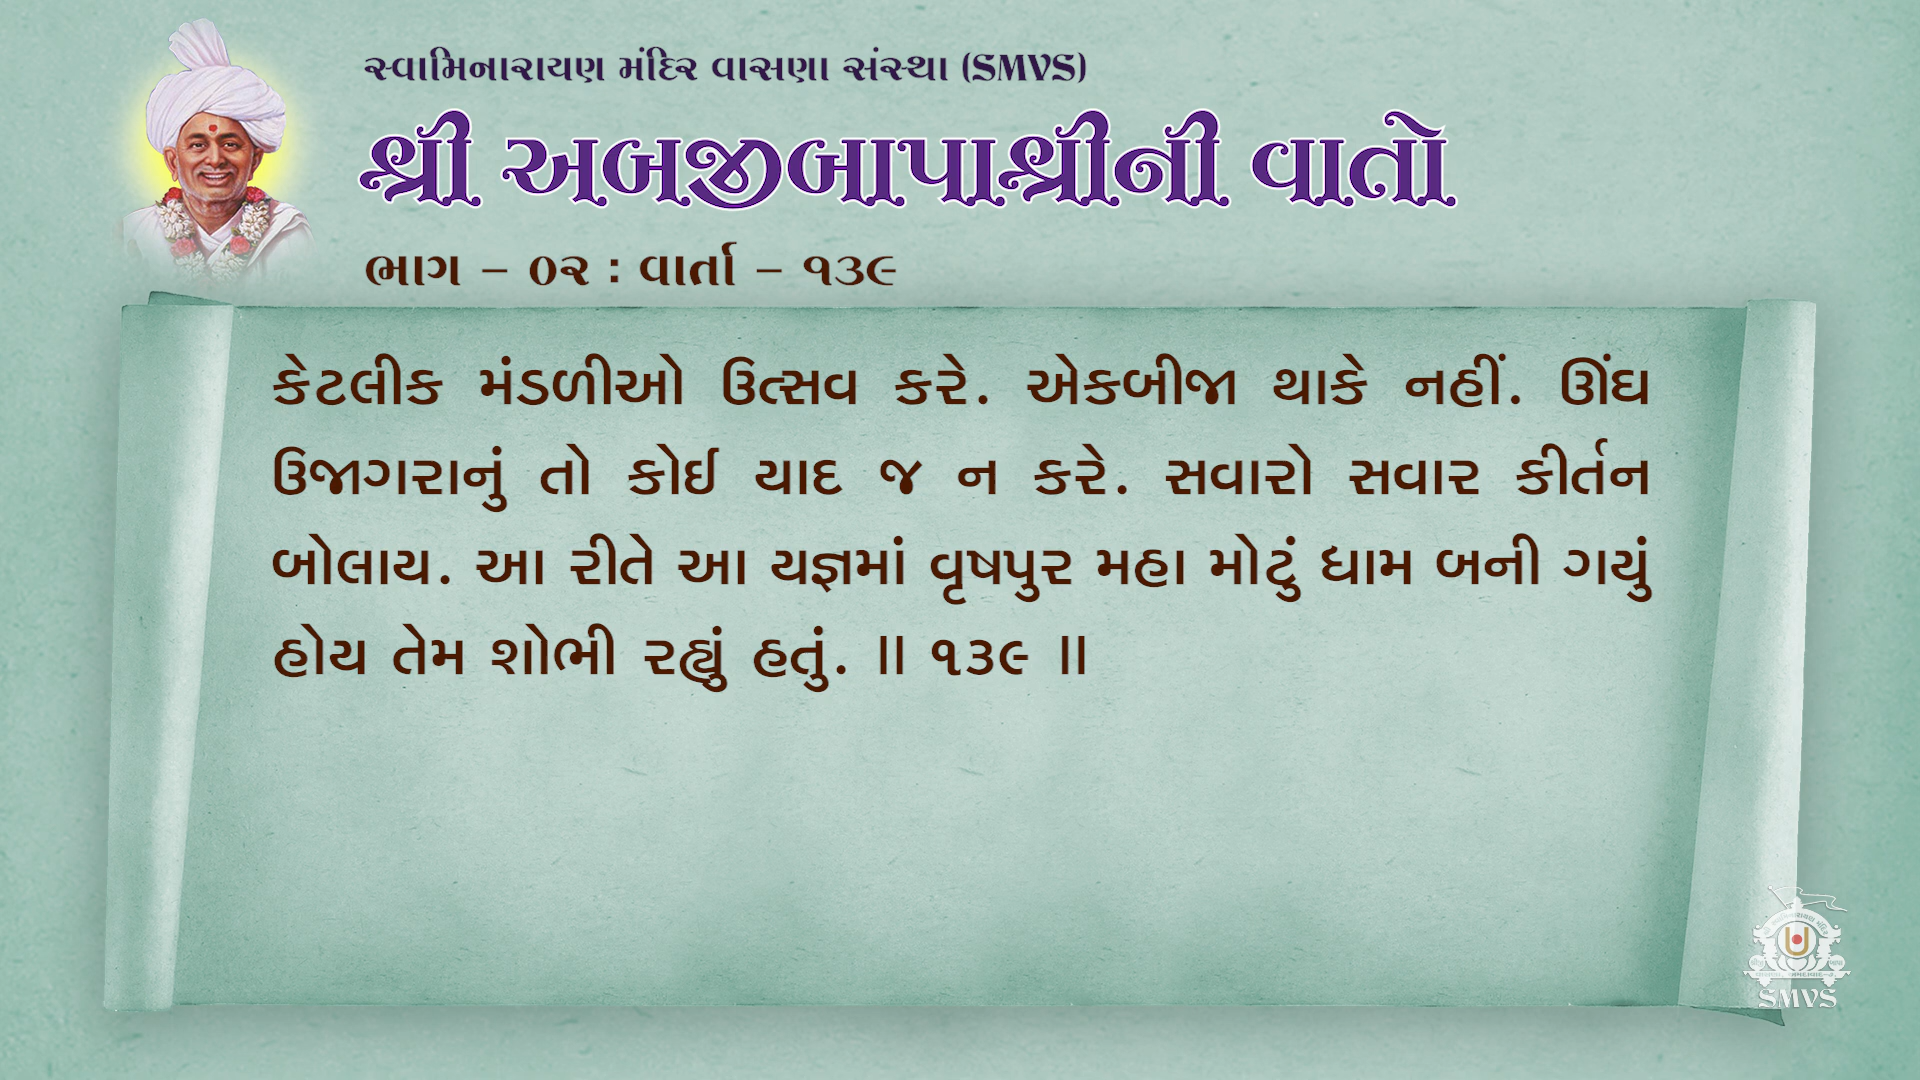 સ્વામિનારાયણ મંદિર વાસણા સંસ્થા (SMVS)
શ્રી અબજીબાપાશ્રીની વાતો
ભાગ – ૦૨ : વાર્તા – ૧૩૯
કેટલીક મંડળીઓ ઉત્સવ કરે. એકબીજા થાકે નહીં. ઊંઘ
ઉજાગરાનું તો કોઈ યાદ જ ન કરે. સવારો સવાર કીર્તન
બોલાય. આ રીતે આ યજ્ઞમાં વૃષપુર મહા મોટું ધામ બની ગયું
હોય તેમ શોભી રહ્યું હતું. ॥ ૧૩૯ ॥
SMVS